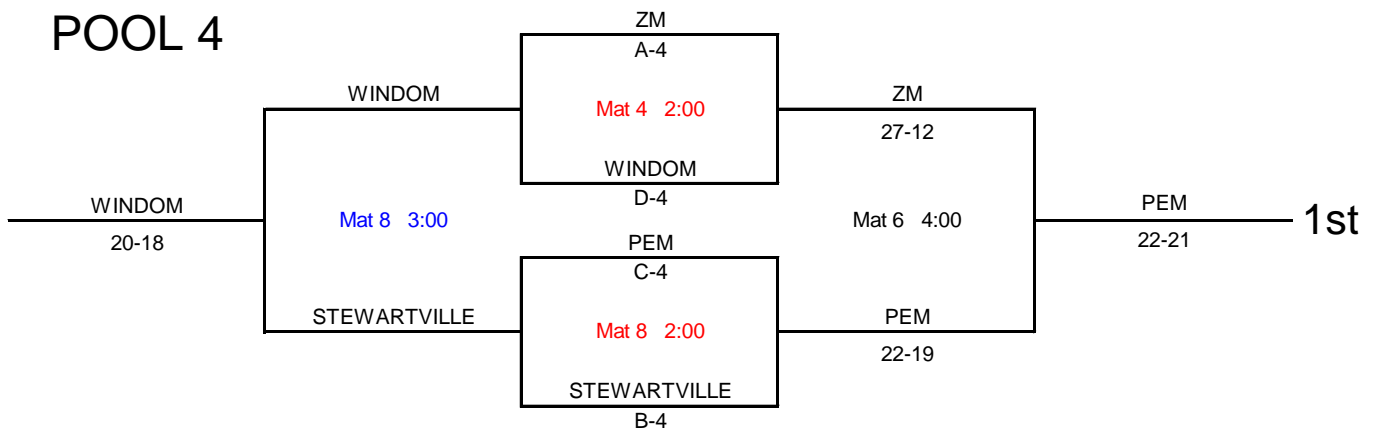 POOL 4
ZM
A-4
WINDOM
Mat 4 2:00
ZM
27-12
WINDOM
D-4
WINDOM
20-18
Mat 8 3:00
Mat 6 4:00
PEM
22-21
1st
PEM
C-4
STEWARTVILLE
Mat 8 2:00
PEM
22-19
STEWARTVILLE
B-4